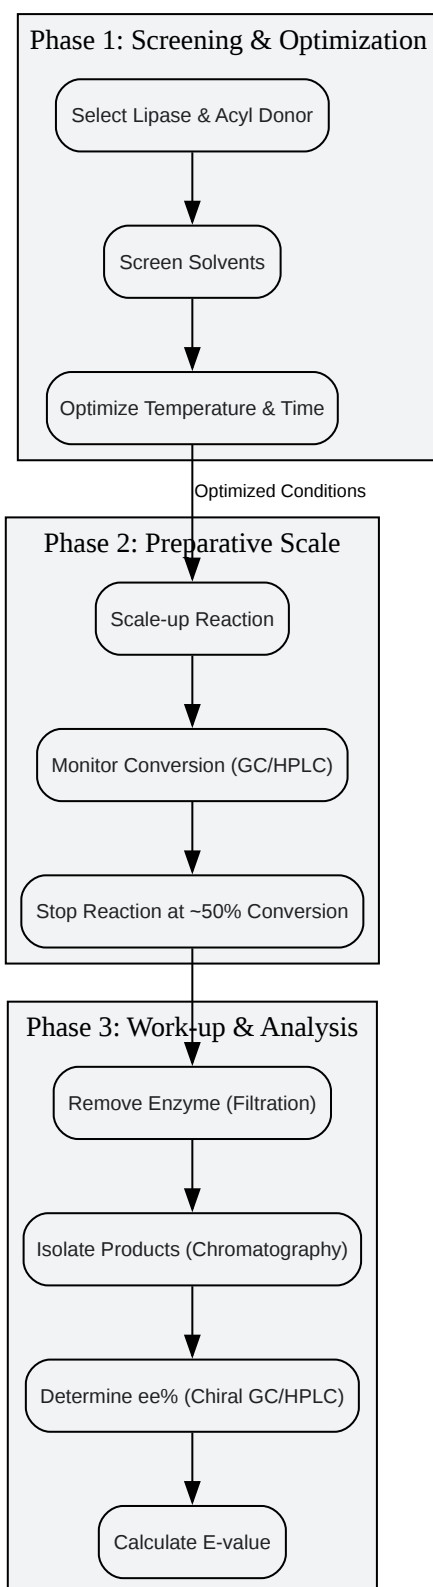 Phase 1: Screening & Optimization
Select Lipase & Acyl Donor
Screen Solvents
Optimize Temperature & Time
Optimized Conditions
Phase 2: Preparative Scale
Scale-up Reaction
Monitor Conversion (GC/HPLC)
Stop Reaction at ~50% Conversion
Phase 3: Work-up & Analysis
Remove Enzyme (Filtration)
Isolate Products (Chromatography)
Determine ee% (Chiral GC/HPLC)
Calculate E-value